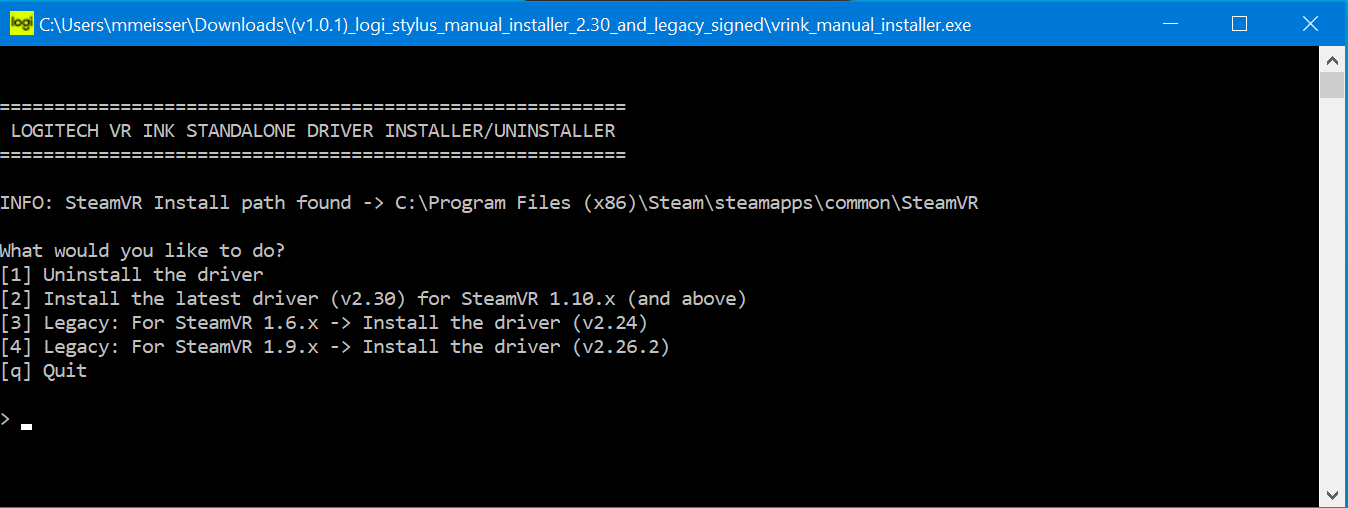 logi C:\Users\mmeisser\Downloads\(v1.0.1)_logi_stylus_manual_installer_2.30_and_legacy_signed\vrink_manual_installer.exe
=========================================================
LOGITECH VR INK STANDALONE DRIVER INSTALLER/UNINSTALLER
=========================================================
INFO: SteamVR Install path found -> C:\Program Files (x86)\Steam\steamapps\common\SteamVR
What would you like to do?
[1] Uninstall the driver
[2] Install the latest driver (v2.30) for SteamVR 1.10.x (and above)
[3] Legacy: For SteamVR 1.6.x -> Install the driver (v2.24)
[4] Legacy: For SteamVR 1.9.x -> Install the driver (v2.26.2)
[q] Quit
> _